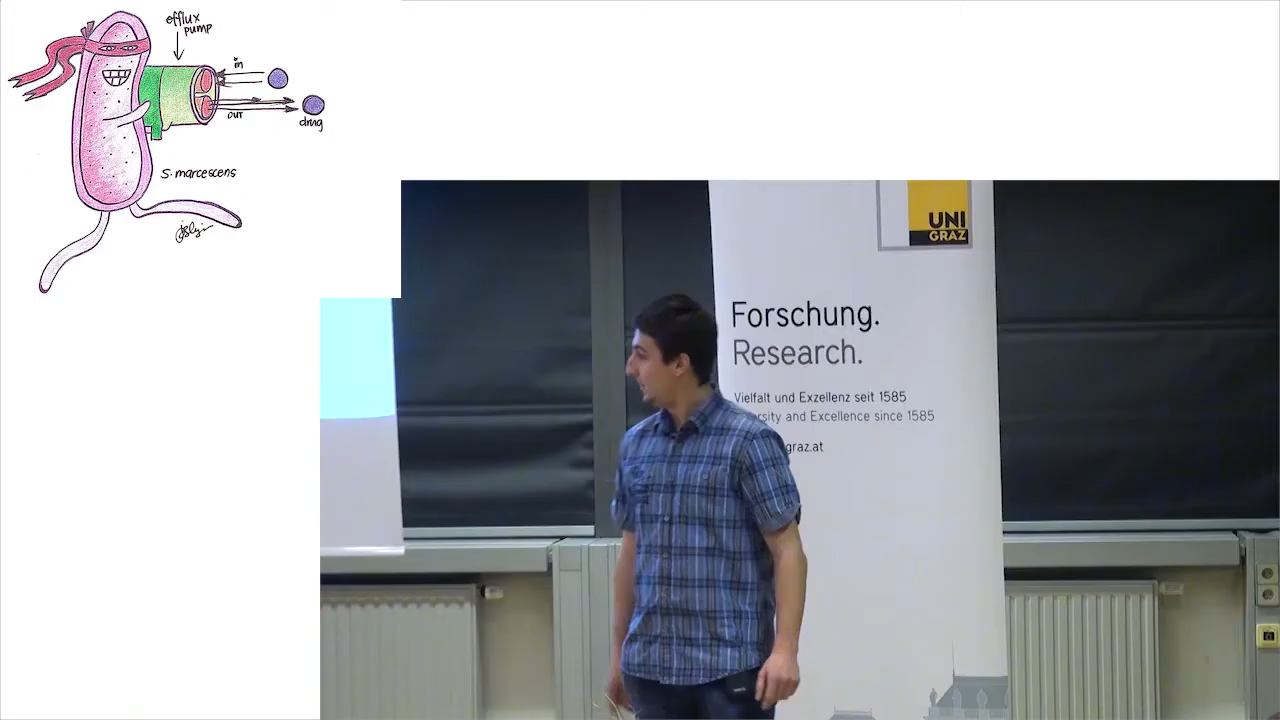 efflux
pump
in
out
drug
S. marcescens
UNI
GRAZ
Forschung.
Research.
Vielfalt und Exzellenz seit 1585
ersity and Excellence since 1585
graz.at